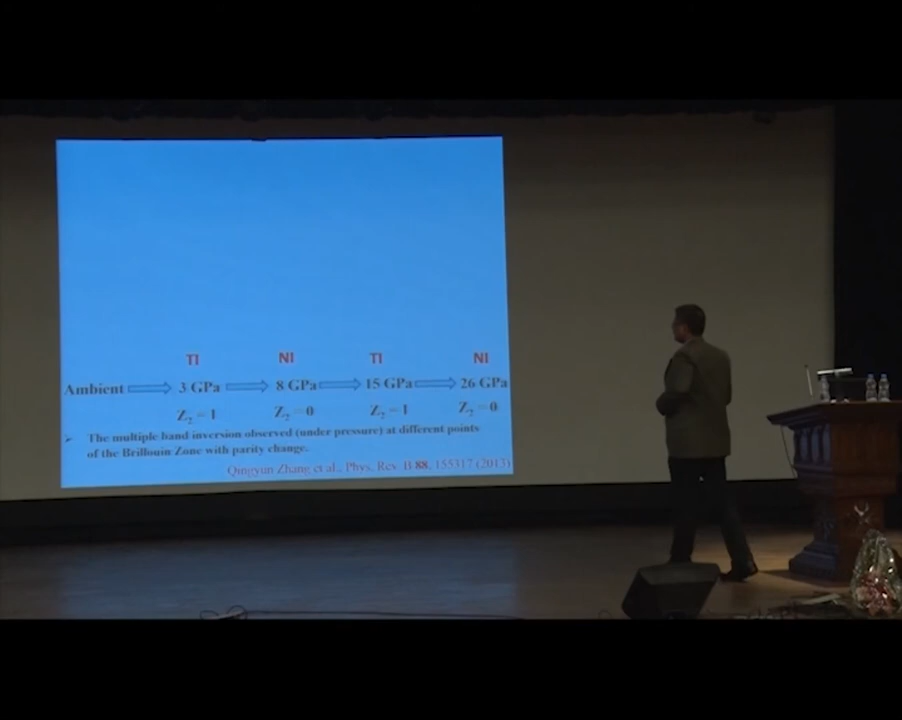 TI NI TI NI
Ambient ⇒ 3 GPa ⇒ 8 GPa ⇒ 15 GPa ⇒ 26 GPa
Z₂ = 1 Z₂ = 0 Z₂ = 1 Z₂ = 0
➤ The multiple band inversion observed (under pressure) at different points
of the Brillouin Zone with parity change.
Qingyun Zhang et al., Phys. Rev. B 88, 155317 (2013)